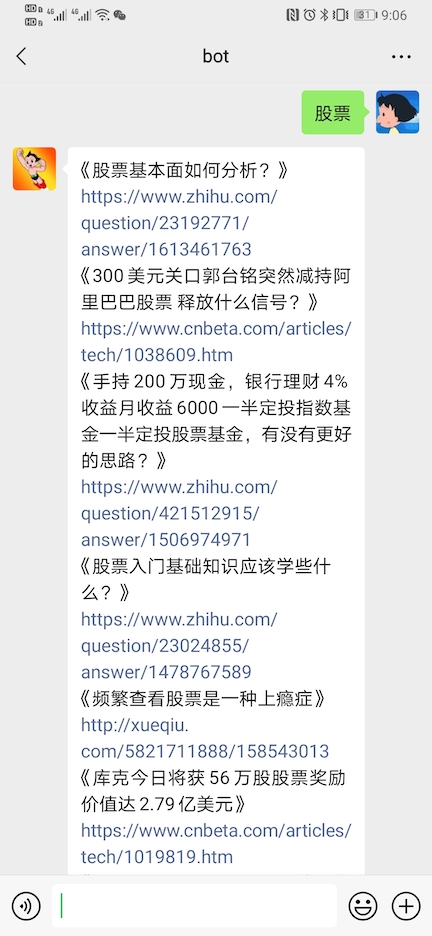 HD 1 4G 4G
HD 2
31 9:06
bot
股票
《股票基本面如何分析？》
https://www.zhihu.com/
question/23192771/
answer/1613461763
《300 美元关口郭台铭突然减持阿
里巴巴股票 释放什么信号？》
https://www.cnbeta.com/articles/
tech/1038609.htm
《手持 200 万现金，银行理财 4%
收益月收益 6000 一半定投指数基
金一半定投股票基金，有没有更好
的思路？》
https://www.zhihu.com/
question/421512915/
answer/1506974971
《股票入门基础知识应该学些什
么？》
https://www.zhihu.com/
question/23024855/
answer/1478767589
《频繁查看股票是一种上瘾症》
http://xueqiu.
com/5821711888/158543013
《库克今日将获 56 万股股票奖励
价值达 2.79 亿美元》
https://www.cnbeta.com/articles/
tech/1019819.htm